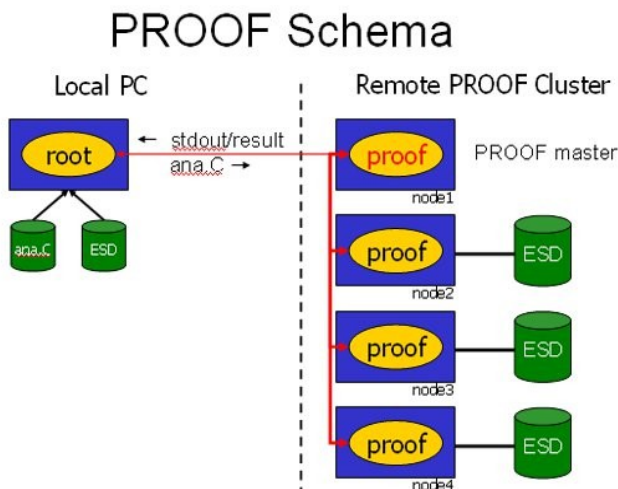 PROOF Schema
Local PC
Remote PROOF Cluster
← stdout/result
ana.C →
root
ana.C
ESD
proof
PROOF master
node1
proof
ESD
node2
proof
ESD
node3
proof
ESD
node4